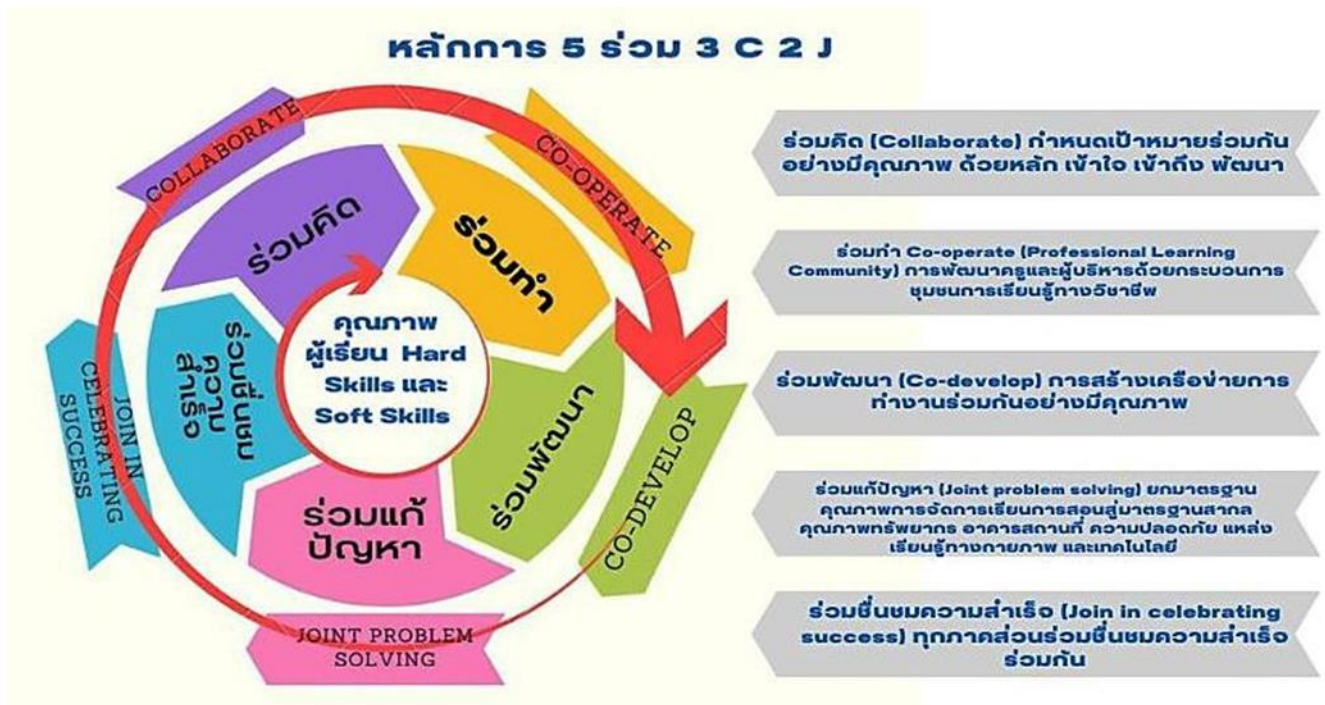 หลักการ 5 ร่วม 3 C 2 J
COLLABORATE
CO-OPERATE
CO-DEVELOP
JOINT PROBLEM
SOLVING
JOIN IN
CELEBRATING
SUCCESS
ร่วมคิด
ร่วมทำ
ร่วมพัฒนา
ร่วมแก้
ปัญหา
ร่วมชื่นชม
ความ
สำเร็จ
คุณภาพ
ผู้เรียน Hard
Skills และ
Soft Skills
ร่วมคิด (Collaborate) กำหนดเป้าหมายร่วมกัน
อย่างมีคุณภาพ ด้วยหลัก เข้าใจ เข้าถึง พัฒนา
ร่วมทำ Co-operate (Professional Learning
Community) การพัฒนาครูและผู้บริหารด้วยกระบวนการ
ชุมชนการเรียนรู้ทางวิชาชีพ
ร่วมพัฒนา (Co-develop) การสร้างเครือข่ายการ
ทำงานร่วมกันอย่างมีคุณภาพ
ร่วมแก้ปัญหา (Joint problem solving) ยกมาตรฐาน
คุณภาพการจัดการเรียนการสอนสู่มาตรฐานสากล
คุณภาพทรัพยากร อาคารสถานที่ ความปลอดภัย แหล่ง
เรียนรู้ทางกายภาพ และเทคโนโลยี
ร่วมชื่นชมความสำเร็จ (Join in celebrating
success) ทุกภาคส่วนร่วมชื่นชมความสำเร็จ
ร่วมกัน